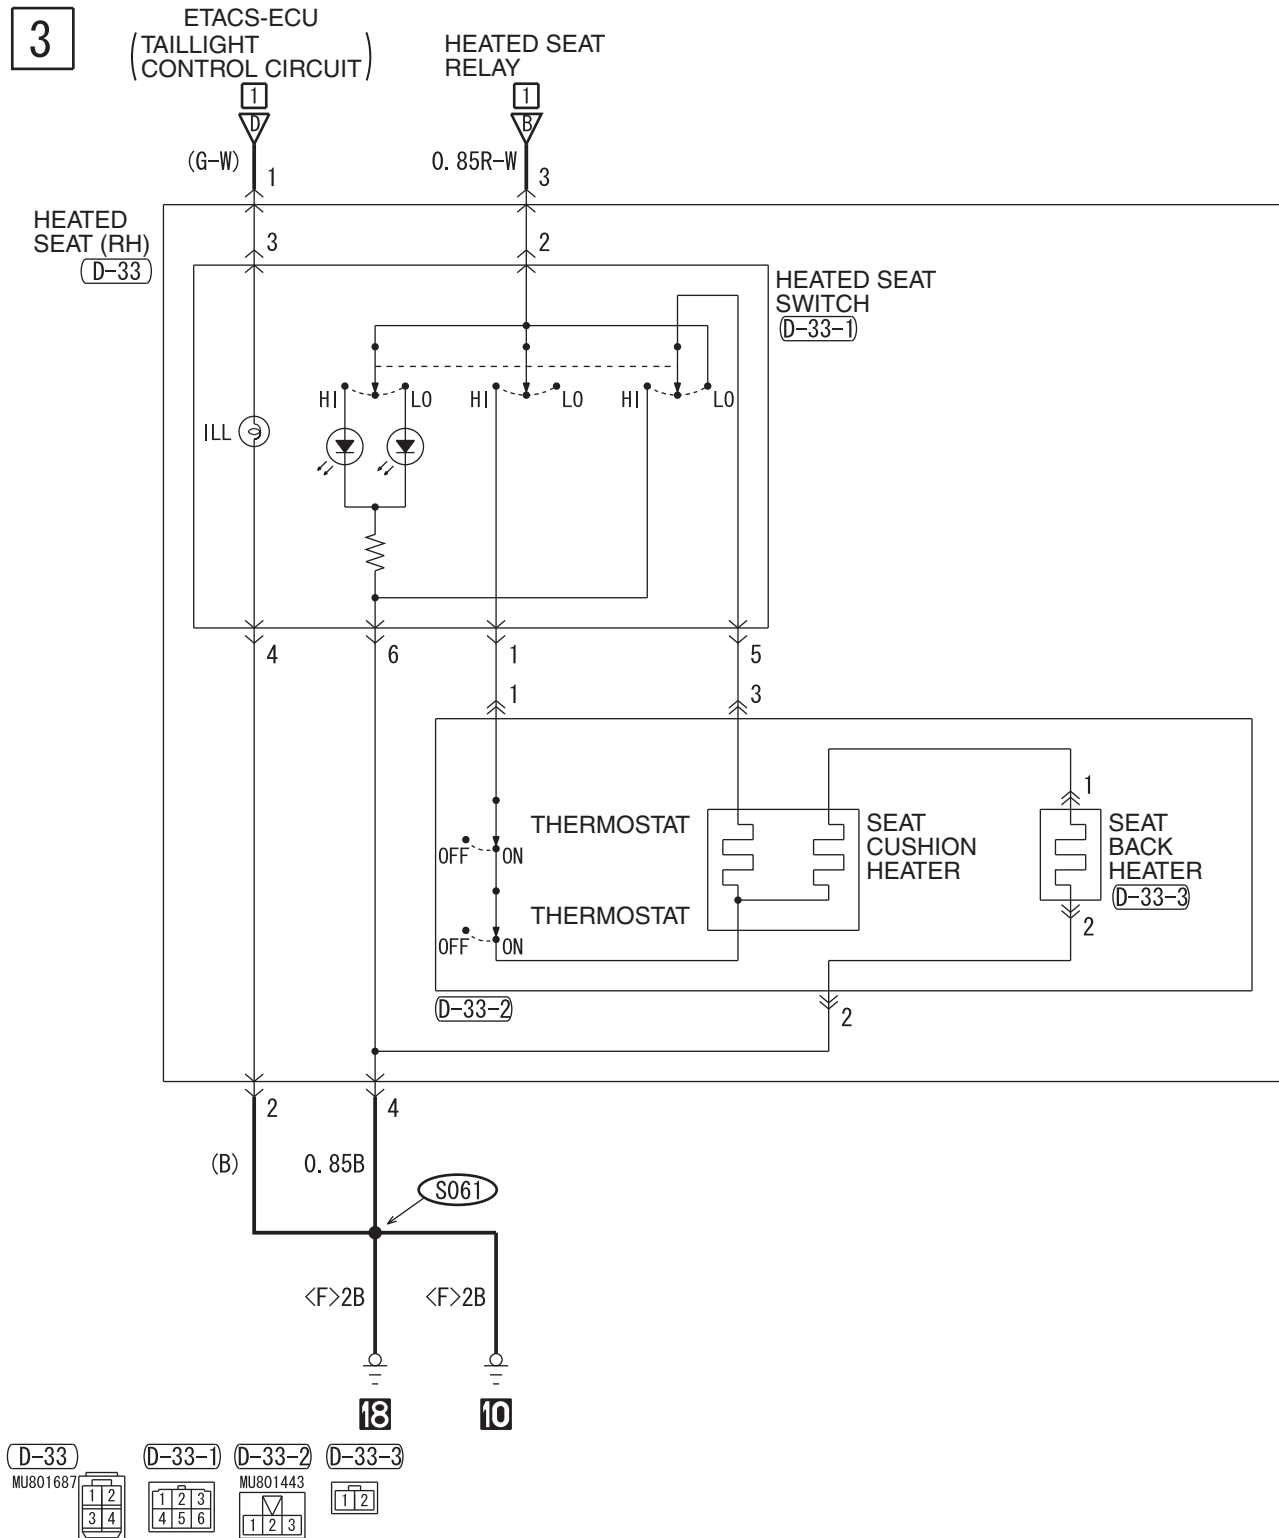 3
ETACS-ECU
(TAILLIGHT
CONTROL CIRCUIT)
HEATED SEAT
RELAY
1
1
D
B
(G-W)
0.85R-W
1
3
HEATED
SEAT (RH)
D-33
3
2
HEATED SEAT
SWITCH
D-33-1
HI
LO
HI
LO
HI
LO
ILL
4
6
1
5
1
3
THERMOSTAT
OFF
ON
THERMOSTAT
OFF
ON
SEAT
CUSHION
HEATER
1
SEAT
BACK
HEATER
D-33-3
2
D-33-2
2
2
4
(B)
0.85B
S061
<F>2B
<F>2B
18
10
D-33
D-33-1
D-33-2
D-33-3
MU801687
MU801443
1 2
3 4
1 2 3
4 5 6
1 2 3
1 2